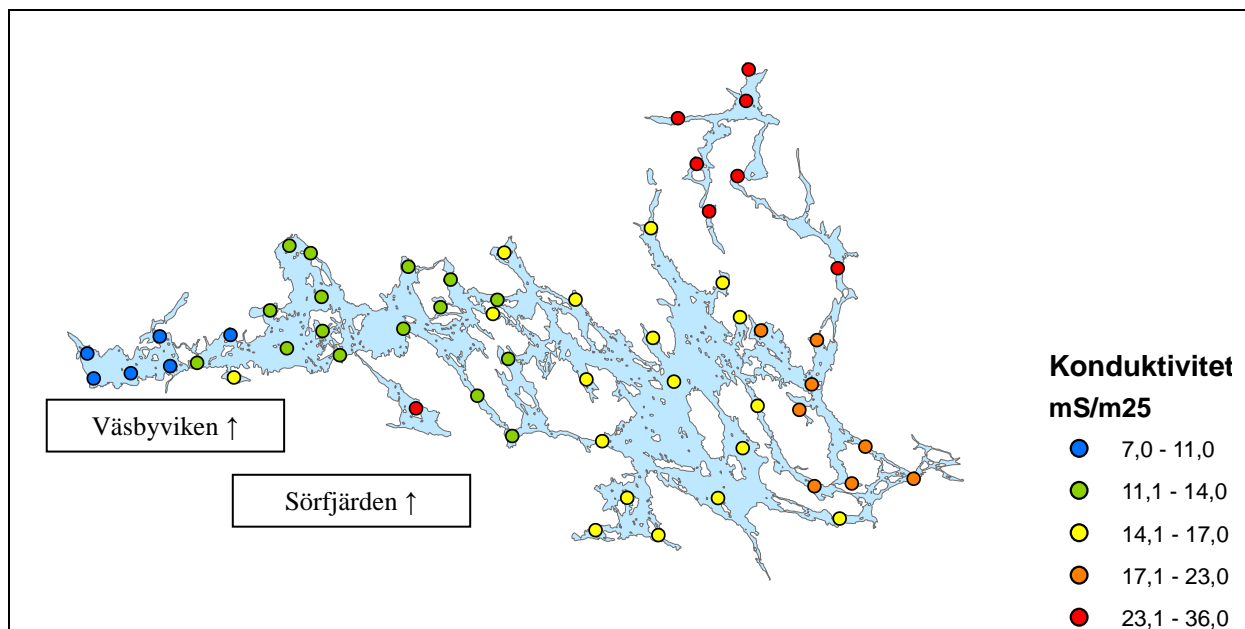 Väsbyviken ↑
Sörfjärden ↑
Konduktivitet
mS/m25
7,0 - 11,0
11,1 - 14,0
14,1 - 17,0
17,1 - 23,0
23,1 - 36,0